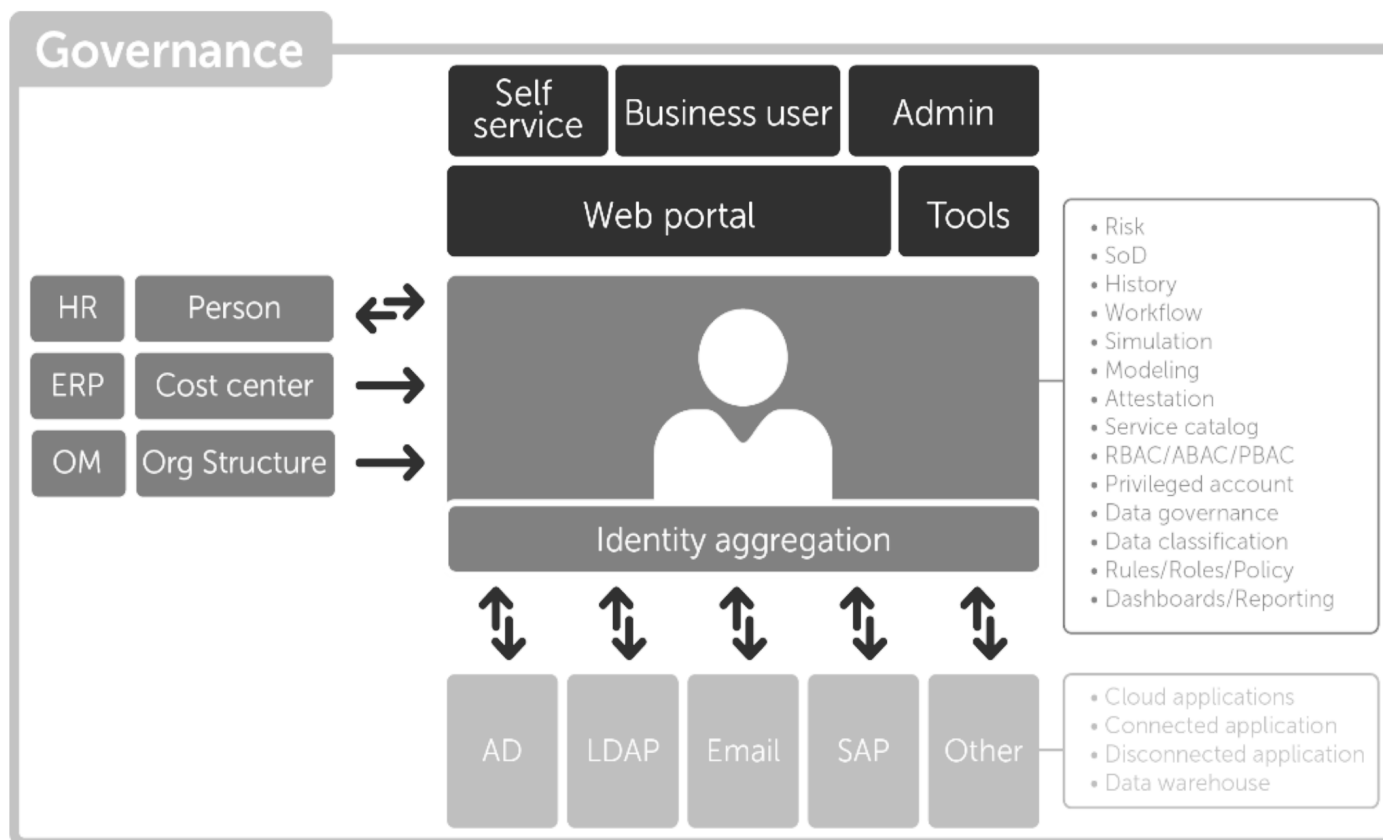 Governance
Self
service
Business user
Admin
Web portal
Tools
HR
Person
ERP
Cost center
OM
Org Structure
Identity aggregation
• Risk
• SoD
• History
• Workflow
• Simulation
• Modeling
• Attestation
• Service catalog
• RBAC/ABAC/PBAC
• Privileged account
• Data governance
• Data classification
• Rules/Roles/Policy
• Dashboards/Reporting
AD
LDAP
Email
SAP
Other
• Cloud applications
• Connected application
• Disconnected application
• Data warehouse